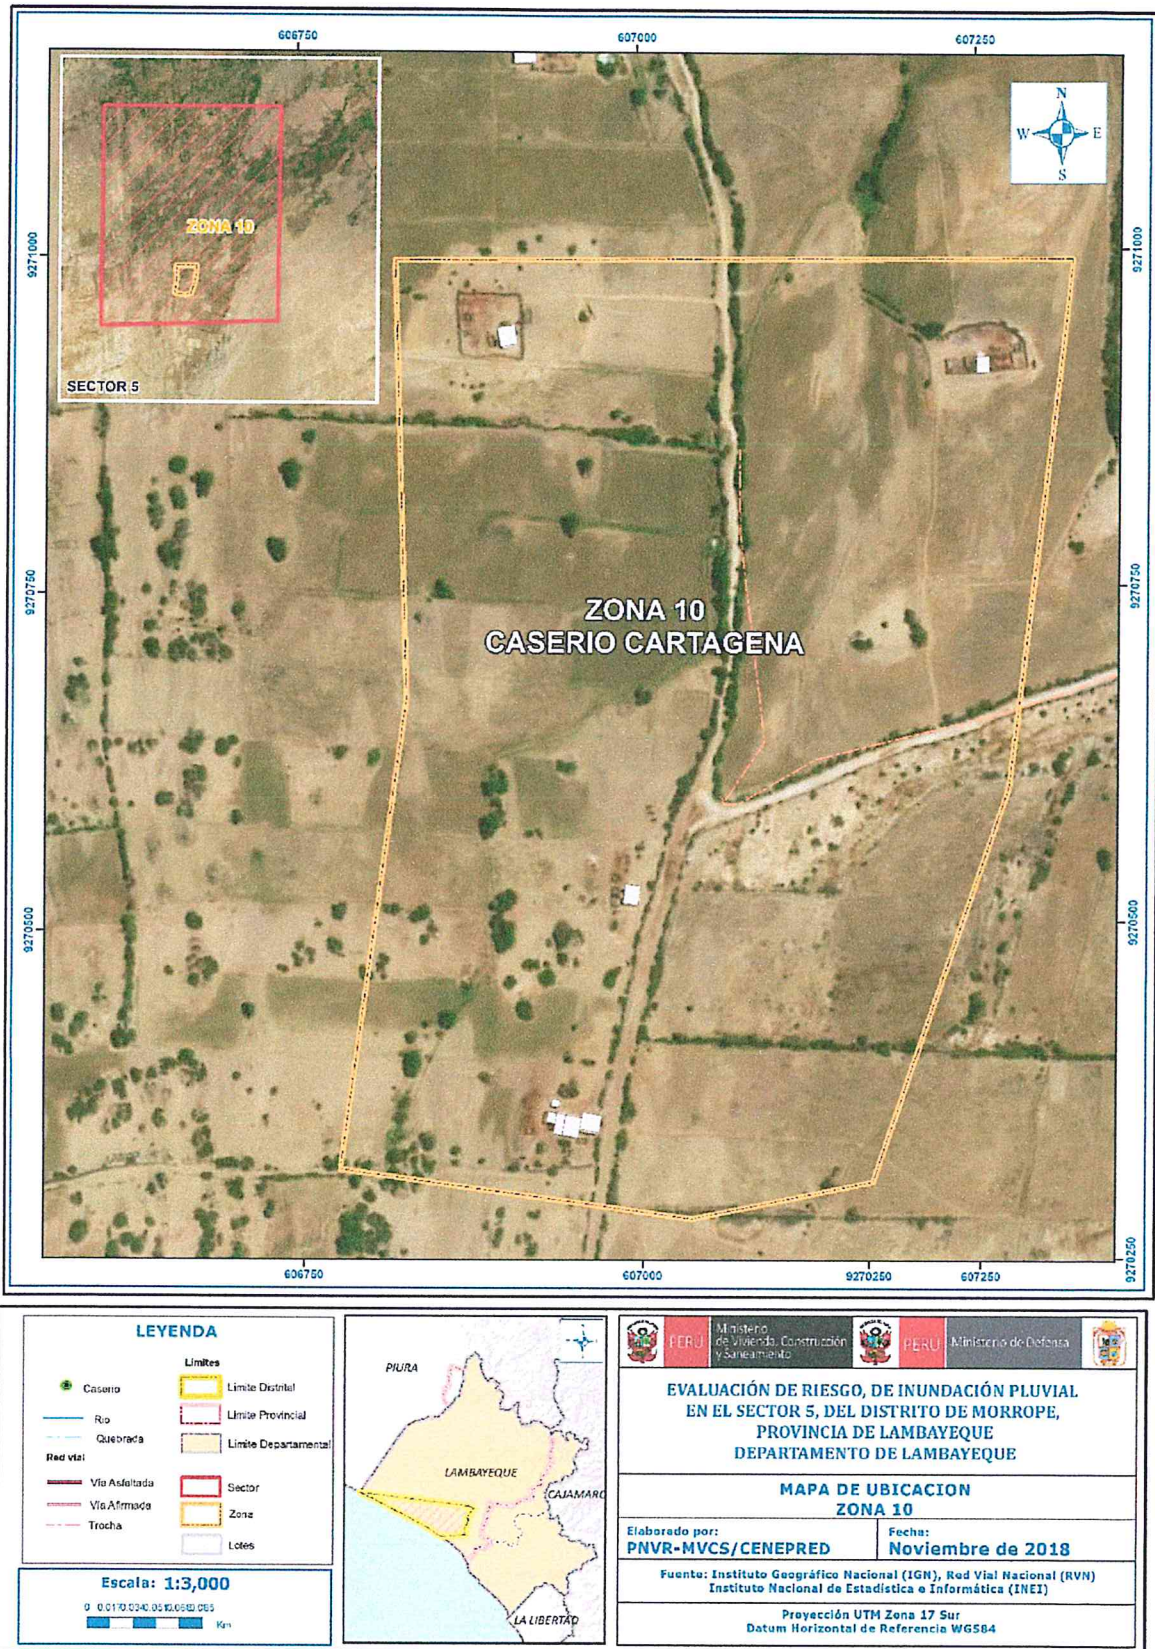 606750
607000
607250
N
W
E
S
ZONA 10
SECTOR 5
9271000
9271000
9270750
9270750
ZONA 10
CASERIO CARTAGENA
9270500
9270500
9270250
606750
607000
9270250
607250
LEYENDA
Limites
Caserio
Limite Distrital
Rio
Limite Provincial
Quebrada
Limite Departamental
Red vial
Vía Asfaltada
Sector
Vía Afirmada
Zona
Trocha
Lotes
Escala: 1:3,000
Km
PIURA
LAMBAYEQUE
CAJAMARC
LA LIBERTAD
PERÚ
Ministerio
de Vivienda, Construcción
y Saneamiento
PERÚ
Ministerio de Defensa
EVALUACIÓN DE RIESGO, DE INUNDACIÓN PLUVIAL
EN EL SECTOR 5, DEL DISTRITO DE MORROPE,
PROVINCIA DE LAMBAYEQUE
DEPARTAMENTO DE LAMBAYEQUE
MAPA DE UBICACION
ZONA 10
Elaborado por:
PNVR-MVCS/CENEPRED
Fecha:
Noviembre de 2018
Fuente: Instituto Geográfico Nacional (IGN), Red Vial Nacional (RVN)
Instituto Nacional de Estadística e Informática (INEI)
Proyección UTM Zona 17 Sur
Datum Horizontal de Referencia WGS84